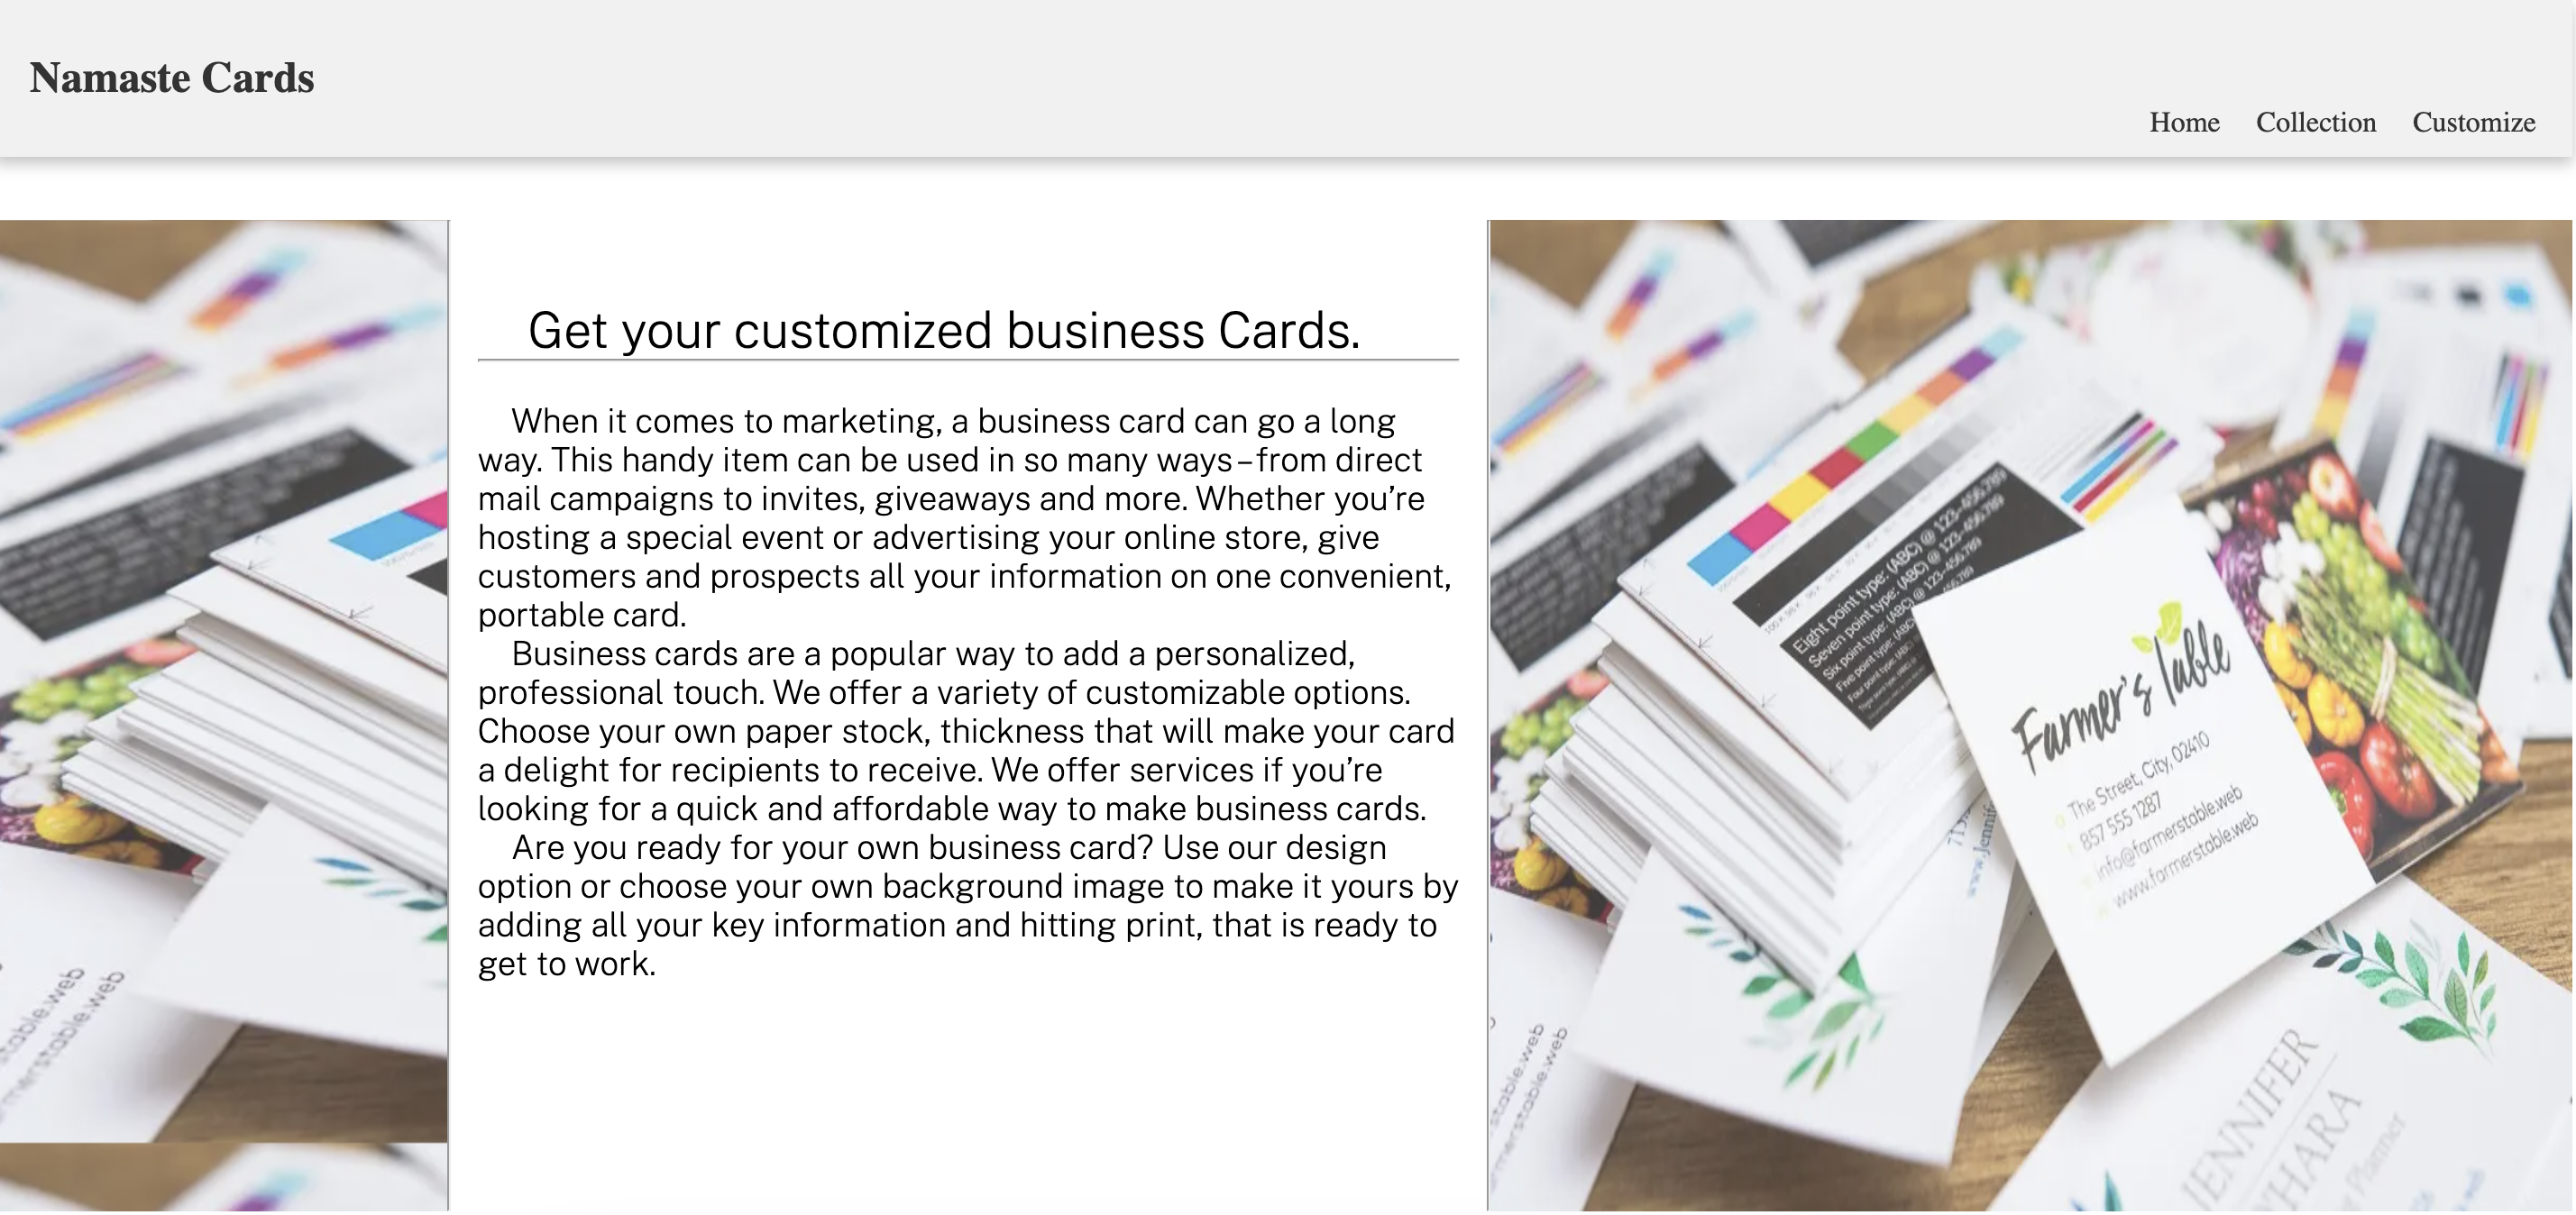 Namaste Cards
Home Collection Customize
Get your customized business Cards.
When it comes to marketing, a business card can go a long
way. This handy item can be used in so many ways–from direct
mail campaigns to invites, giveaways and more. Whether you’re
hosting a special event or advertising your online store, give
customers and prospects all your information on one convenient,
portable card.
Business cards are a popular way to add a personalized,
professional touch. We offer a variety of customizable options.
Choose your own paper stock, thickness that will make your card
a delight for recipients to receive. We offer services if you’re
looking for a quick and affordable way to make business cards.
Are you ready for your own business card? Use our design
option or choose your own background image to make it yours by
adding all your key information and hitting print, that is ready to
get to work.
stable.web
rmerstable.web
Eight point type: (ABC) @ 123-456789
Seven point type: (ABC) @ 123-456789
Six point type: (ABC) @ 123-456789
Farmer's Table
The Street, City, 02410
857 555 1287
info@farmerstable.web
www.farmerstable.web
stable.web
rmerstable.web
JENNIFER
HARA
Planner